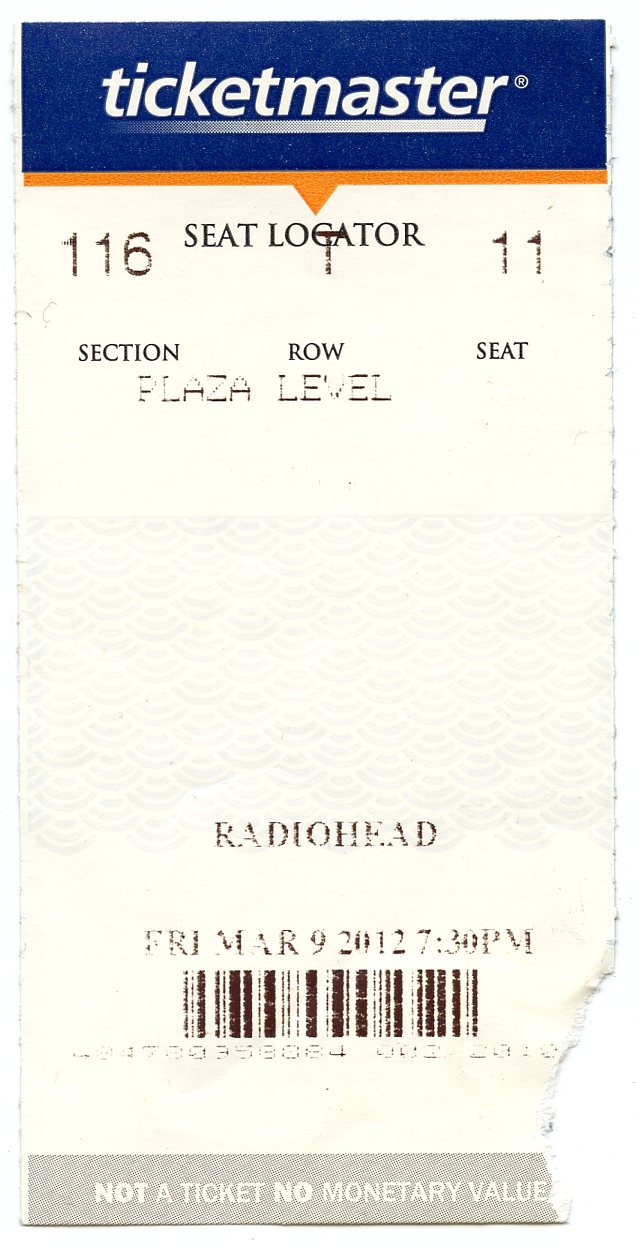 ticketmaster®
SEAT LOCATOR
116 T 11
SECTION ROW SEAT
PLAZA LEVEL
RADIOHEAD
FRI MAR 9 2012 7:30PM
NOT A TICKET NO MONETARY VALUE